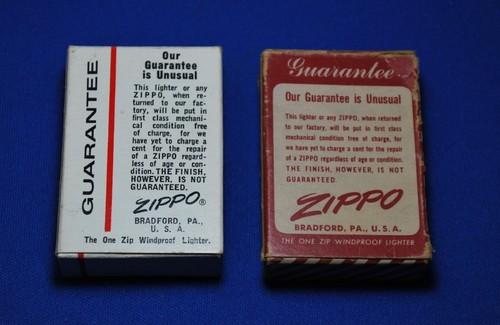 GUARANTEE
Our
Guarantee
is Unusual
This lighter or any
ZIPPO, when re-
turned to our fac-
tory, will be put in
first class mechani-
cal condition free
of charge, for we
have yet to charge a
cent for the repair
of a ZIPPO regard-
less of age or con-
dition. THE FINISH,
HOWEVER, IS NOT
GUARANTEED.
ZIPPO®
BRADFORD, PA.,
U. S. A.
The One Zip Windproof Lighter.
Guarantee
Our Guarantee is Unusual
This lighter or any ZIPPO, when returned
to our factory, will be put in first class
mechanical condition free of charge, for we
have yet to charge a cent for the repair of
a ZIPPO regardless of age or condition.
THE FINISH, HOWEVER, IS NOT
GUARANTEED.
ZIPPO
BRADFORD, PA., U.S.A.
THE ONE ZIP WINDPROOF LIGHTER